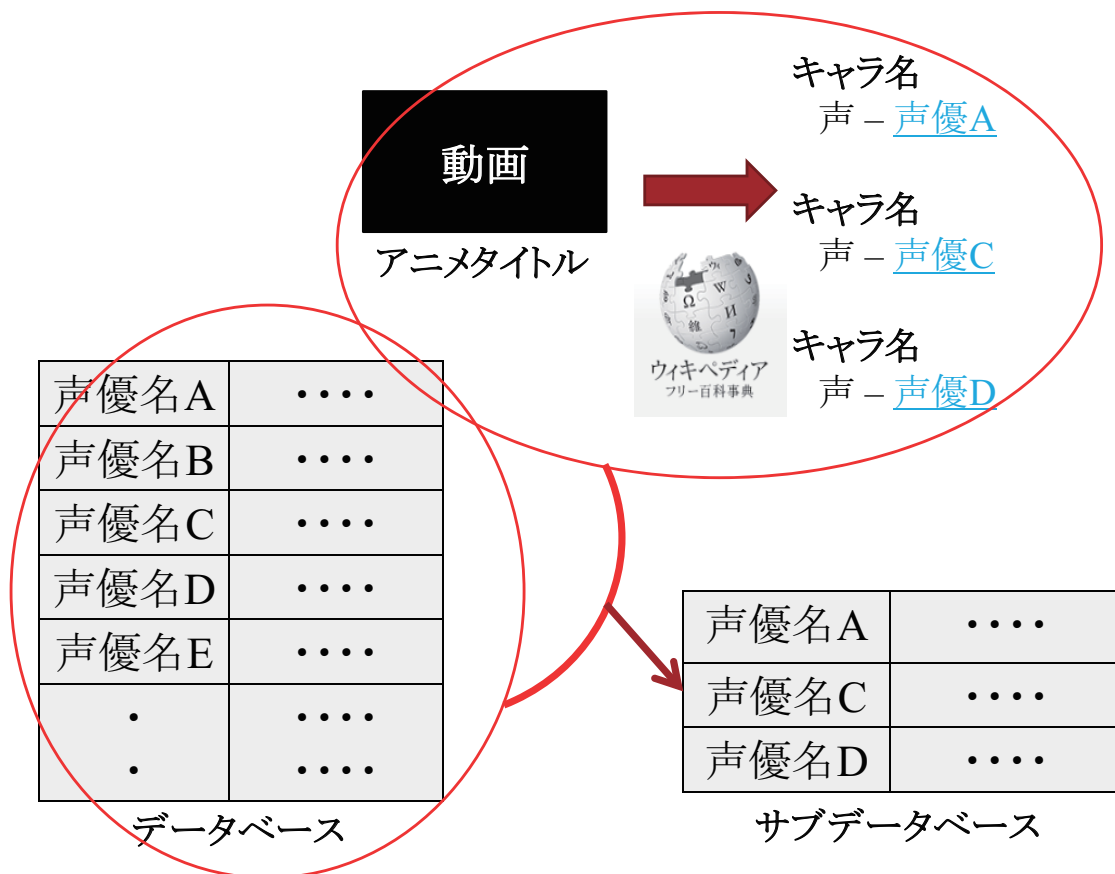 キャラ名
声 – 声優A
動画
アニメタイトル
キャラ名
声 – 声優C
Ω
W
И
維
ウィキペディア
フリー百科事典
キャラ名
声 – 声優D
声優名A ････
声優名B ････
声優名C ････
声優名D ････
声優名E ････
・ ････
・ ････
データベース
声優名A ････
声優名C ････
声優名D ････
サブデータベース